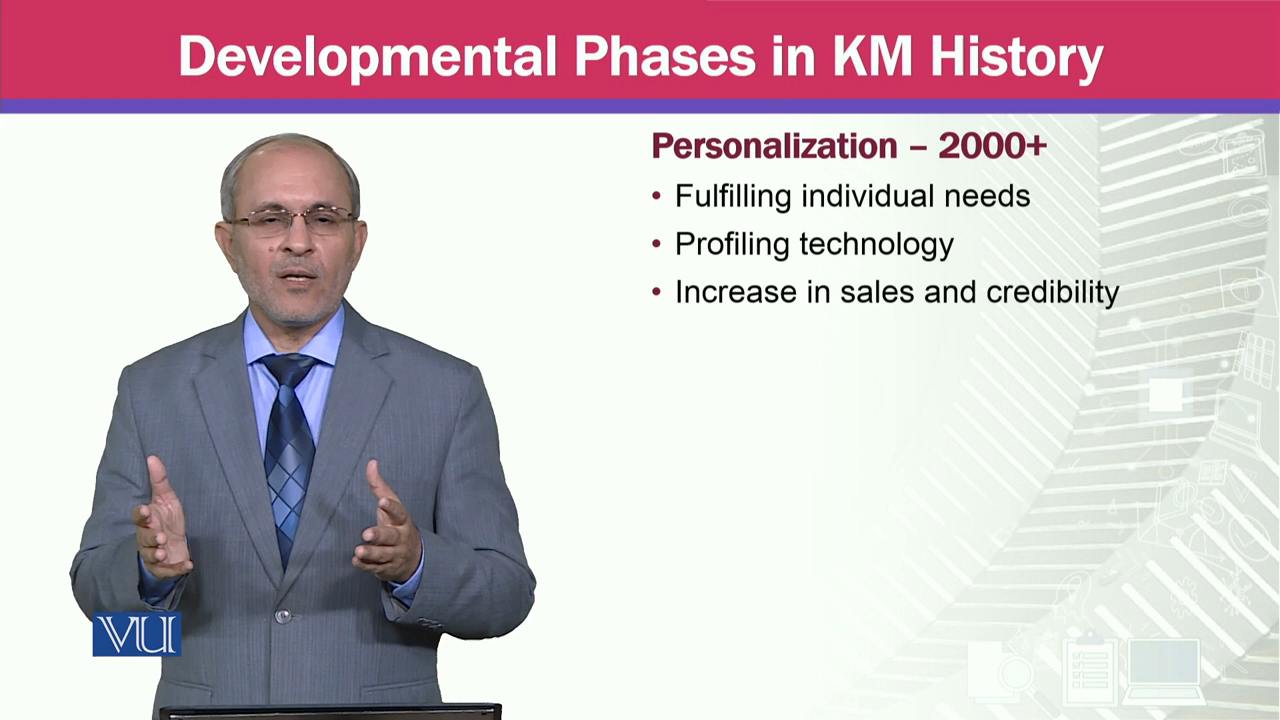 Developmental Phases in KM History
Personalization – 2000+
• Fulfilling individual needs
• Profiling technology
• Increase in sales and credibility
VU